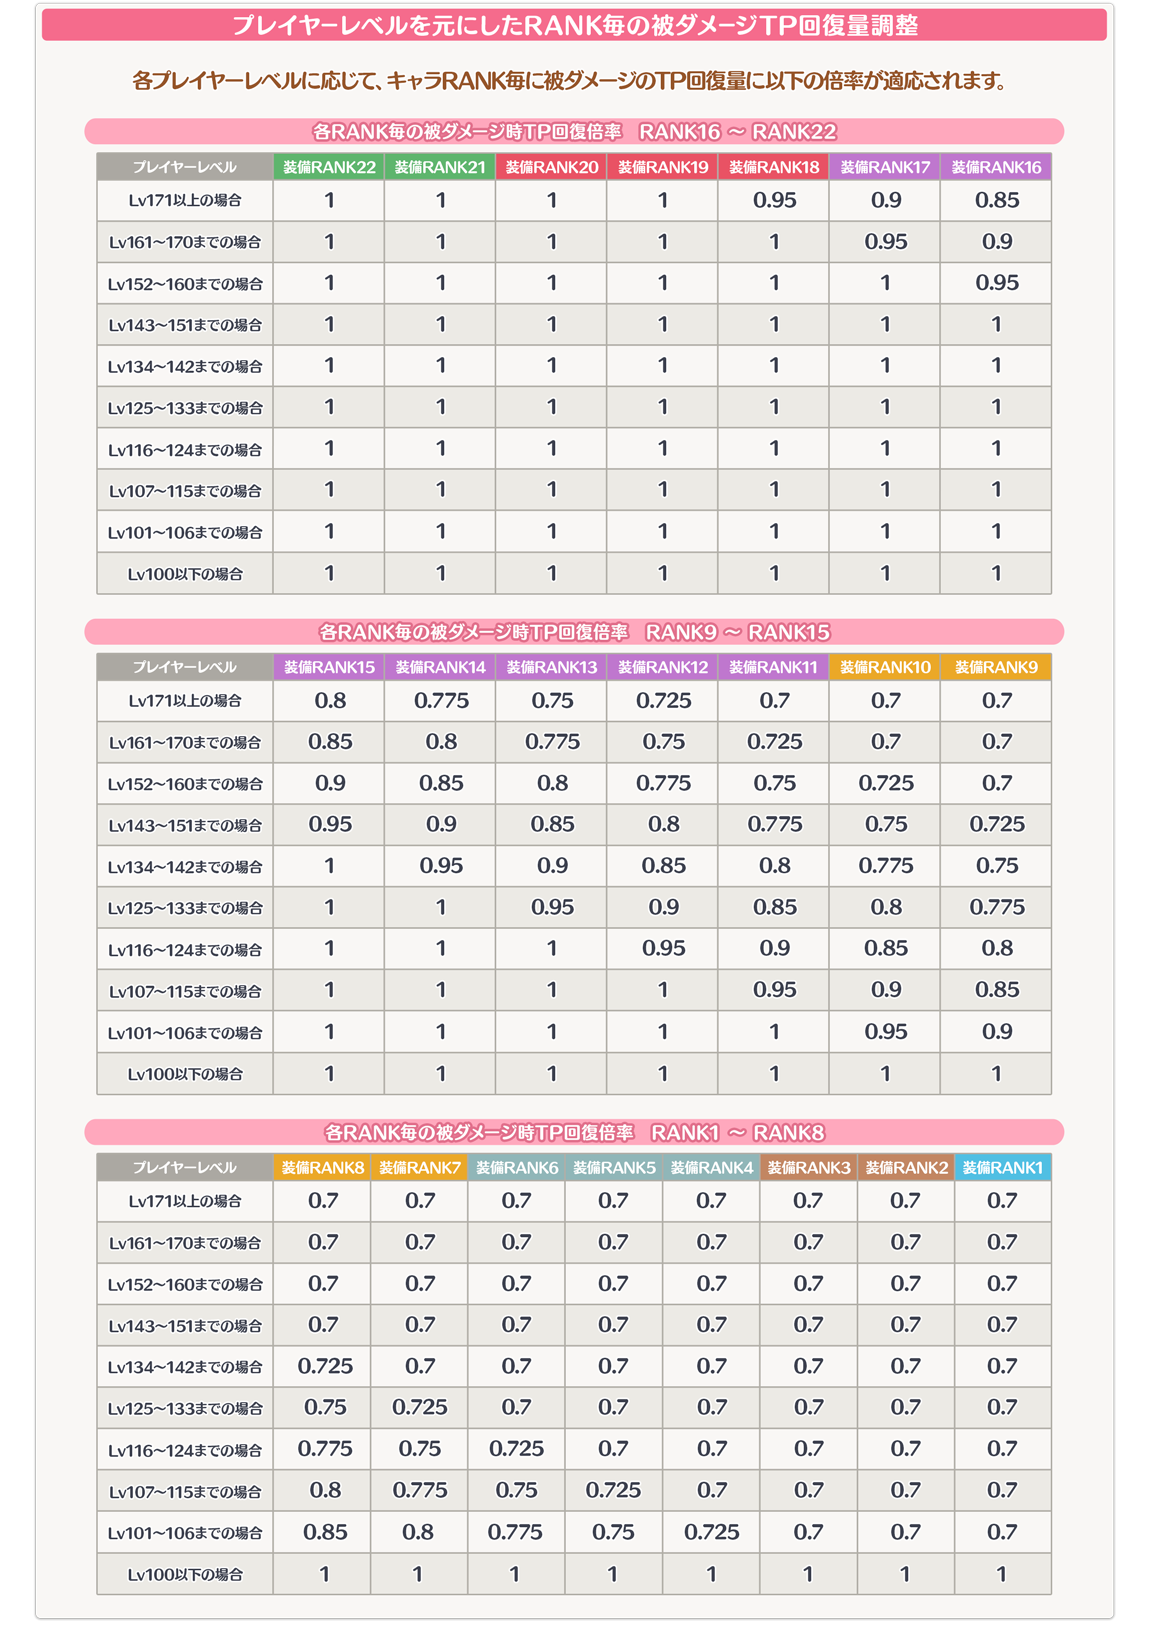 プレイヤーレベルを元にしたRANK毎の被ダメージTP回復量調整
各プレイヤーレベルに応じて、キャラRANK毎に被ダメージのTP回復量に以下の倍率が適応されます。
各RANK毎の被ダメージ時TP回復倍率　RANK16 ～ RANK22
プレイヤーレベル 装備RANK22 装備RANK21 装備RANK20 装備RANK19 装備RANK18 装備RANK17 装備RANK16
Lv171以上の場合 1 1 1 1 0.95 0.9 0.85
Lv161～170までの場合 1 1 1 1 1 0.95 0.9
Lv152～160までの場合 1 1 1 1 1 1 0.95
Lv143～151までの場合 1 1 1 1 1 1 1
Lv134～142までの場合 1 1 1 1 1 1 1
Lv125～133までの場合 1 1 1 1 1 1 1
Lv116～124までの場合 1 1 1 1 1 1 1
Lv107～115までの場合 1 1 1 1 1 1 1
Lv101～106までの場合 1 1 1 1 1 1 1
Lv100以下の場合 1 1 1 1 1 1 1
各RANK毎の被ダメージ時TP回復倍率　RANK9 ～ RANK15
プレイヤーレベル 装備RANK15 装備RANK14 装備RANK13 装備RANK12 装備RANK11 装備RANK10 装備RANK9
Lv171以上の場合 0.8 0.775 0.75 0.725 0.7 0.7 0.7
Lv161～170までの場合 0.85 0.8 0.775 0.75 0.725 0.7 0.7
Lv152～160までの場合 0.9 0.85 0.8 0.775 0.75 0.725 0.7
Lv143～151までの場合 0.95 0.9 0.85 0.8 0.775 0.75 0.725
Lv134～142までの場合 1 0.95 0.9 0.85 0.8 0.775 0.75
Lv125～133までの場合 1 1 0.95 0.9 0.85 0.8 0.775
Lv116～124までの場合 1 1 1 0.95 0.9 0.85 0.8
Lv107～115までの場合 1 1 1 1 0.95 0.9 0.85
Lv101～106までの場合 1 1 1 1 1 0.95 0.9
Lv100以下の場合 1 1 1 1 1 1 1
各RANK毎の被ダメージ時TP回復倍率　RANK1 ～ RANK8
プレイヤーレベル 装備RANK8 装備RANK7 装備RANK6 装備RANK5 装備RANK4 装備RANK3 装備RANK2 装備RANK1
Lv171以上の場合 0.7 0.7 0.7 0.7 0.7 0.7 0.7 0.7
Lv161～170までの場合 0.7 0.7 0.7 0.7 0.7 0.7 0.7 0.7
Lv152～160までの場合 0.7 0.7 0.7 0.7 0.7 0.7 0.7 0.7
Lv143～151までの場合 0.7 0.7 0.7 0.7 0.7 0.7 0.7 0.7
Lv134～142までの場合 0.725 0.7 0.7 0.7 0.7 0.7 0.7 0.7
Lv125～133までの場合 0.75 0.725 0.7 0.7 0.7 0.7 0.7 0.7
Lv116～124までの場合 0.775 0.75 0.725 0.7 0.7 0.7 0.7 0.7
Lv107～115までの場合 0.8 0.775 0.75 0.725 0.7 0.7 0.7 0.7
Lv101～106までの場合 0.85 0.8 0.775 0.75 0.725 0.7 0.7 0.7
Lv100以下の場合 1 1 1 1 1 1 1 1